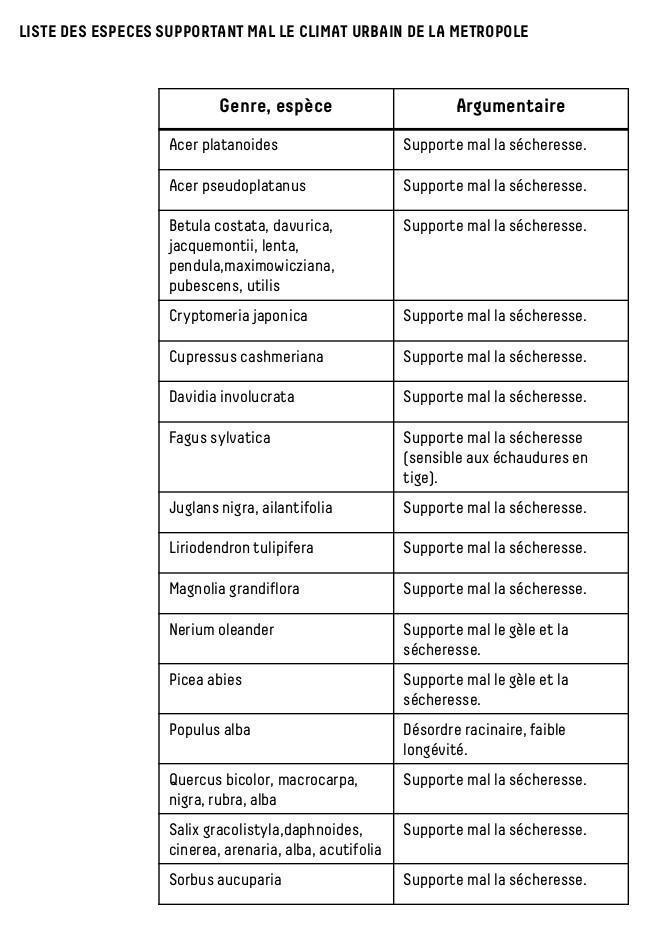 LISTE DES ESPECES SUPPORTANT MAL LE CLIMAT URBAIN DE LA METROPOLE
Genre, espèce Argumentaire
Acer platanoides Supporte mal la sécheresse.
Acer pseudoplatanus Supporte mal la sécheresse.
Betula costata, davurica, Supporte mal la sécheresse.
jacquemontii, lenta,
pendula,maximowicziana,
pubescens, utilis
Cryptomeria japonica Supporte mal la sécheresse.
Cupressus cashmeriana Supporte mal la sécheresse.
Davidia involucrata Supporte mal la sécheresse.
Fagus sylvatica Supporte mal la sécheresse
(sensible aux échaudures en
tige).
Juglans nigra, ailantifolia Supporte mal la sécheresse.
Liriodendron tulipifera Supporte mal la sécheresse.
Magnolia grandiflora Supporte mal la sécheresse.
Nerium oleander Supporte mal le gèle et la
sécheresse.
Picea abies Supporte mal le gèle et la
sécheresse.
Populus alba Désordre racinaire, faible
longévité.
Quercus bicolor, macrocarpa, Supporte mal la sécheresse.
nigra, rubra, alba
Salix gracolistyla,daphnoides, Supporte mal la sécheresse.
cinerea, arenaria, alba, acutifolia
Sorbus aucuparia Supporte mal la sécheresse.